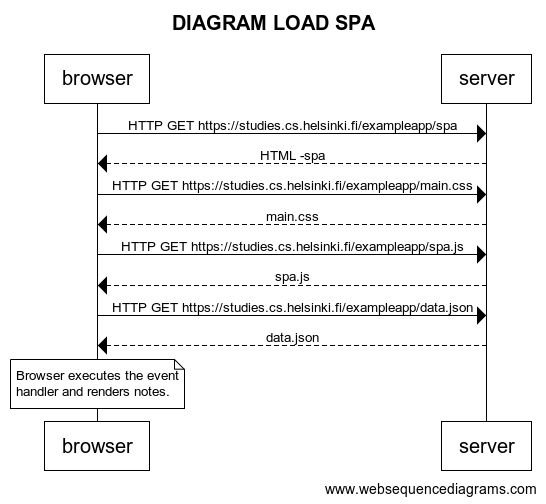 DIAGRAM LOAD SPA
browser
server
HTTP GET https://studies.cs.helsinki.fi/exampleapp/spa
HTML -spa
HTTP GET https://studies.cs.helsinki.fi/exampleapp/main.css
main.css
HTTP GET https://studies.cs.helsinki.fi/exampleapp/spa.js
spa.js
HTTP GET https://studies.cs.helsinki.fi/exampleapp/data.json
data.json
Browser executes the event
handler and renders notes.
browser
server
www.websequencediagrams.com